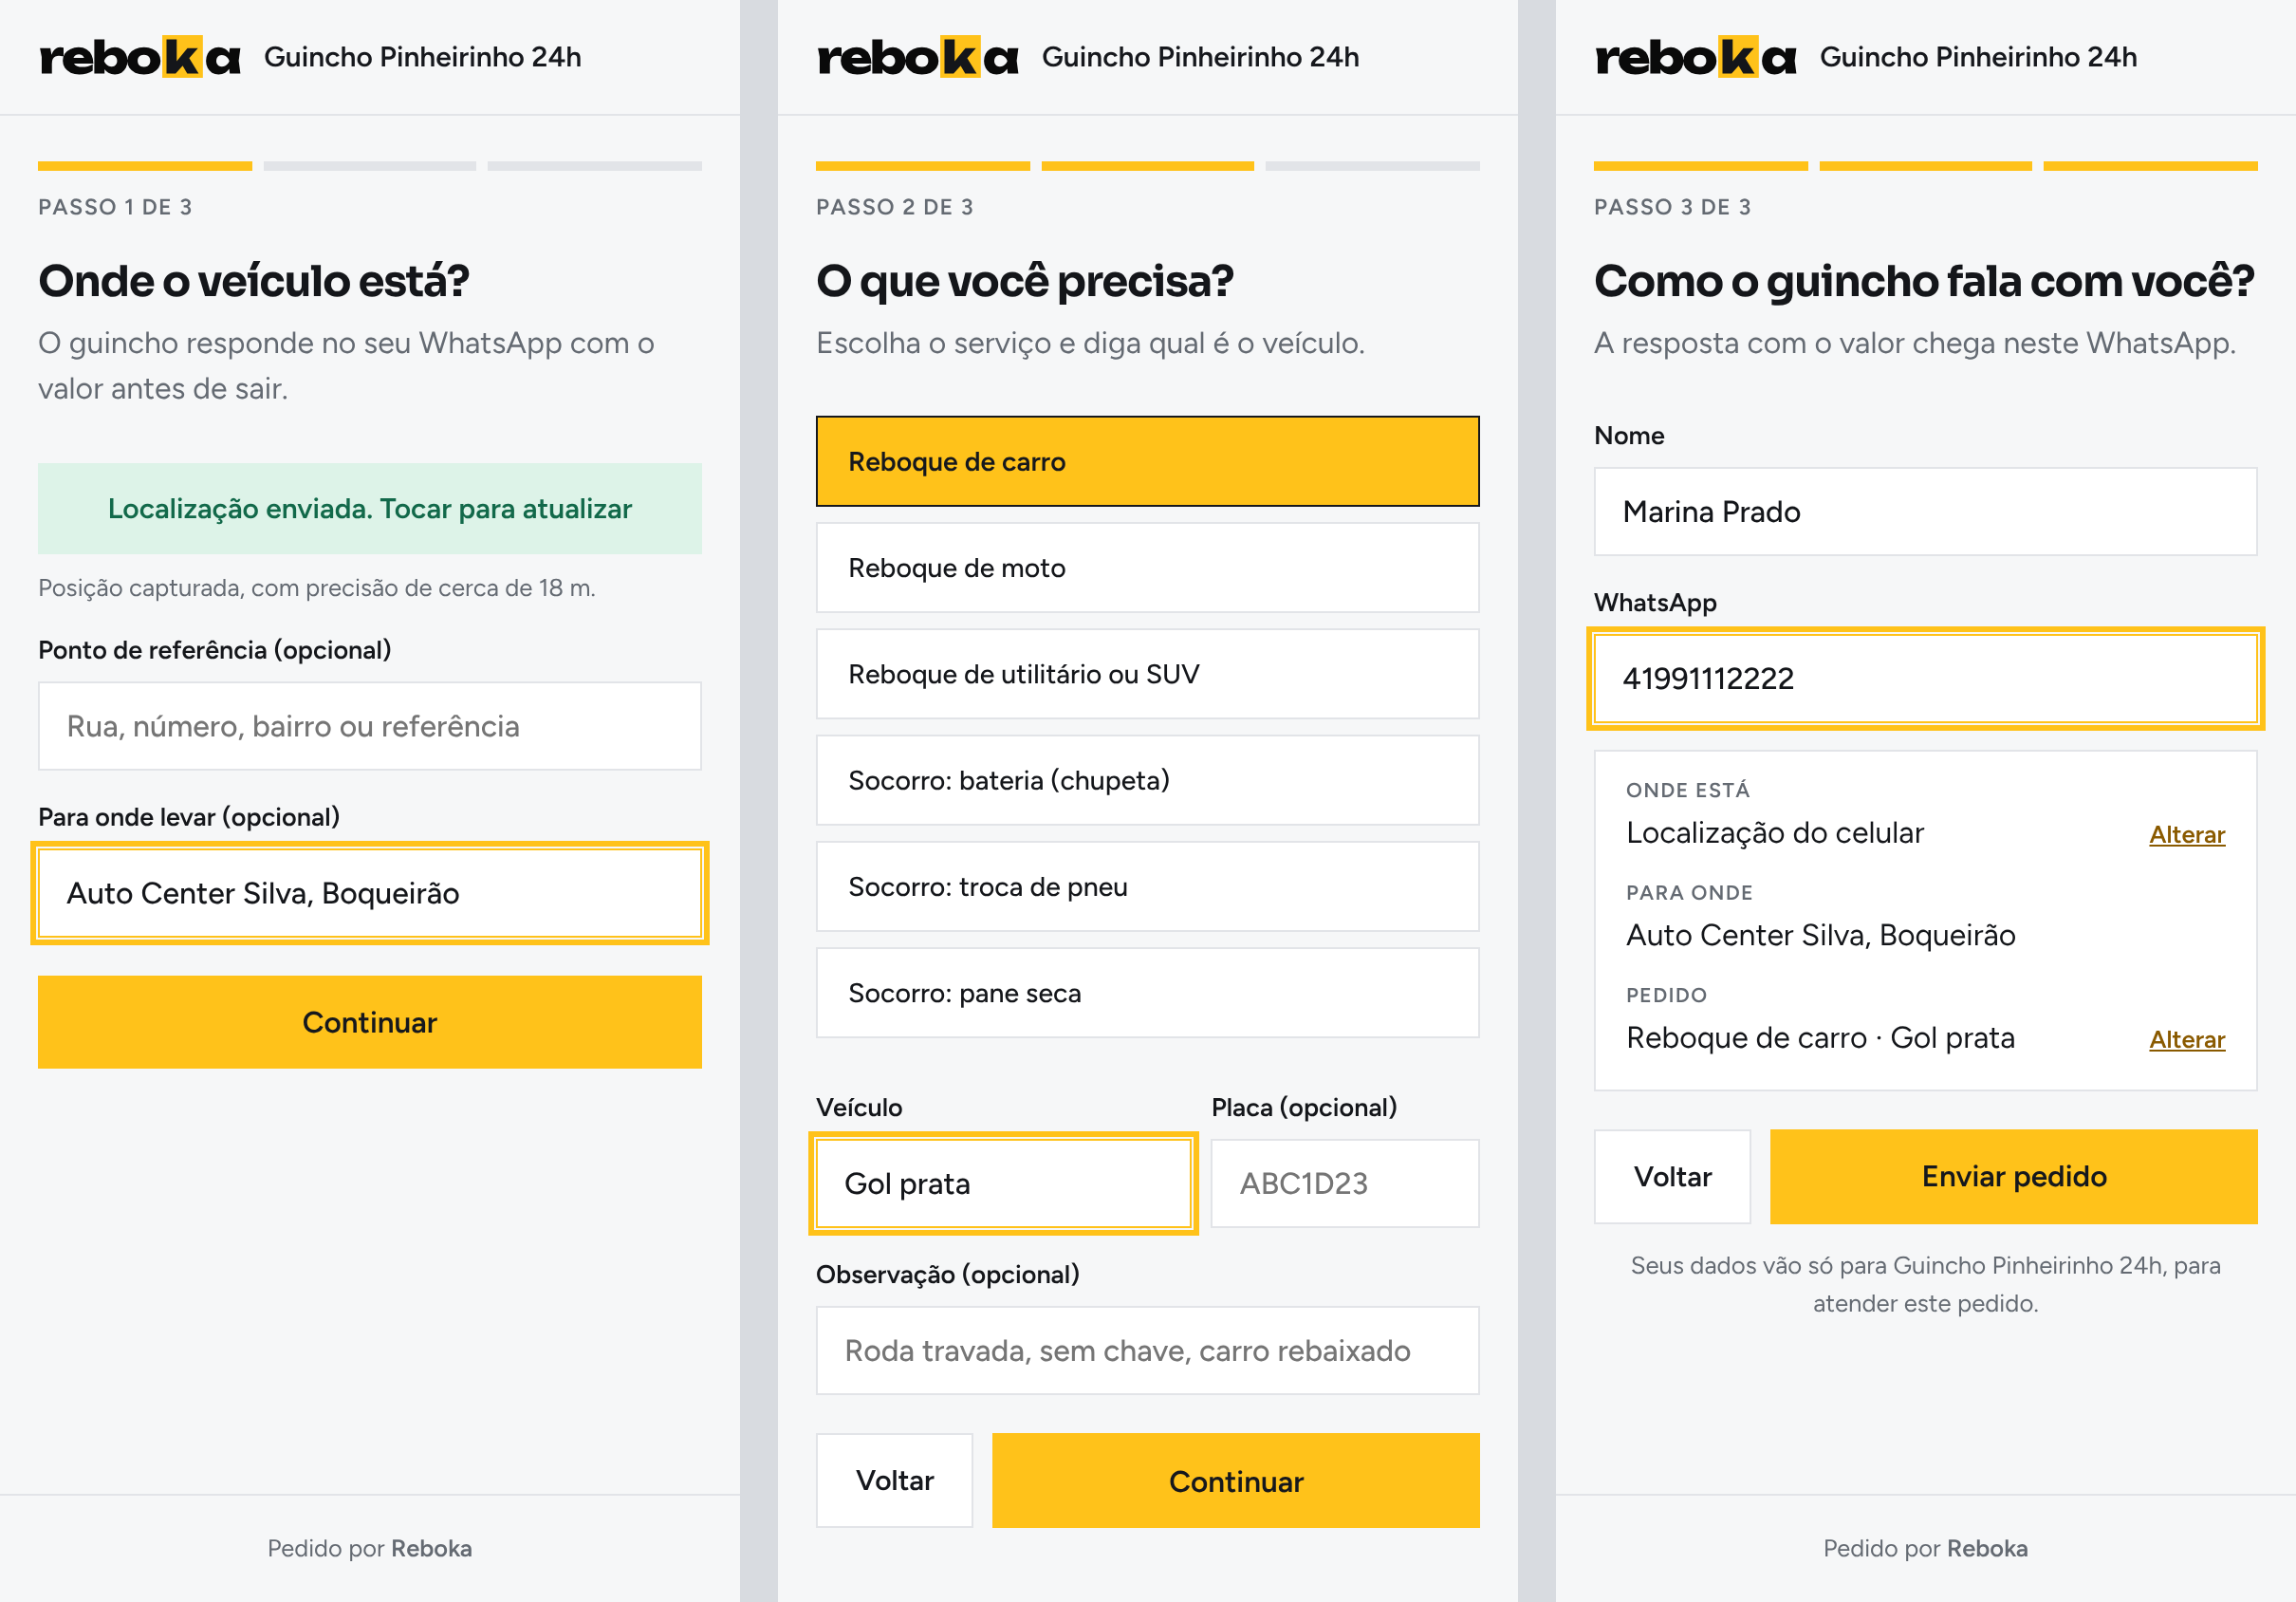 reboka Guincho Pinheirinho 24h
PASSO 1 DE 3
Onde o veículo está?
O guincho responde no seu WhatsApp com o
valor antes de sair.
Localização enviada. Tocar para atualizar
Posição capturada, com precisão de cerca de 18 m.
Ponto de referência (opcional)
Rua, número, bairro ou referência
Para onde levar (opcional)
Auto Center Silva, Boqueirão
Continuar
Pedido por Reboka
reboka Guincho Pinheirinho 24h
PASSO 2 DE 3
O que você precisa?
Escolha o serviço e diga qual é o veículo.
Reboque de carro
Reboque de moto
Reboque de utilitário ou SUV
Socorro: bateria (chupeta)
Socorro: troca de pneu
Socorro: pane seca
Veículo
Gol prata
Placa (opcional)
ABC1D23
Observação (opcional)
Roda travada, sem chave, carro rebaixado
Voltar
Continuar
reboka Guincho Pinheirinho 24h
PASSO 3 DE 3
Como o guincho fala com você?
A resposta com o valor chega neste WhatsApp.
Nome
Marina Prado
WhatsApp
41991112222
ONDE ESTÁ
Localização do celular Alterar
PARA ONDE
Auto Center Silva, Boqueirão
PEDIDO
Reboque de carro · Gol prata Alterar
Voltar
Enviar pedido
Seus dados vão só para Guincho Pinheirinho 24h, para
atender este pedido.
Pedido por Reboka